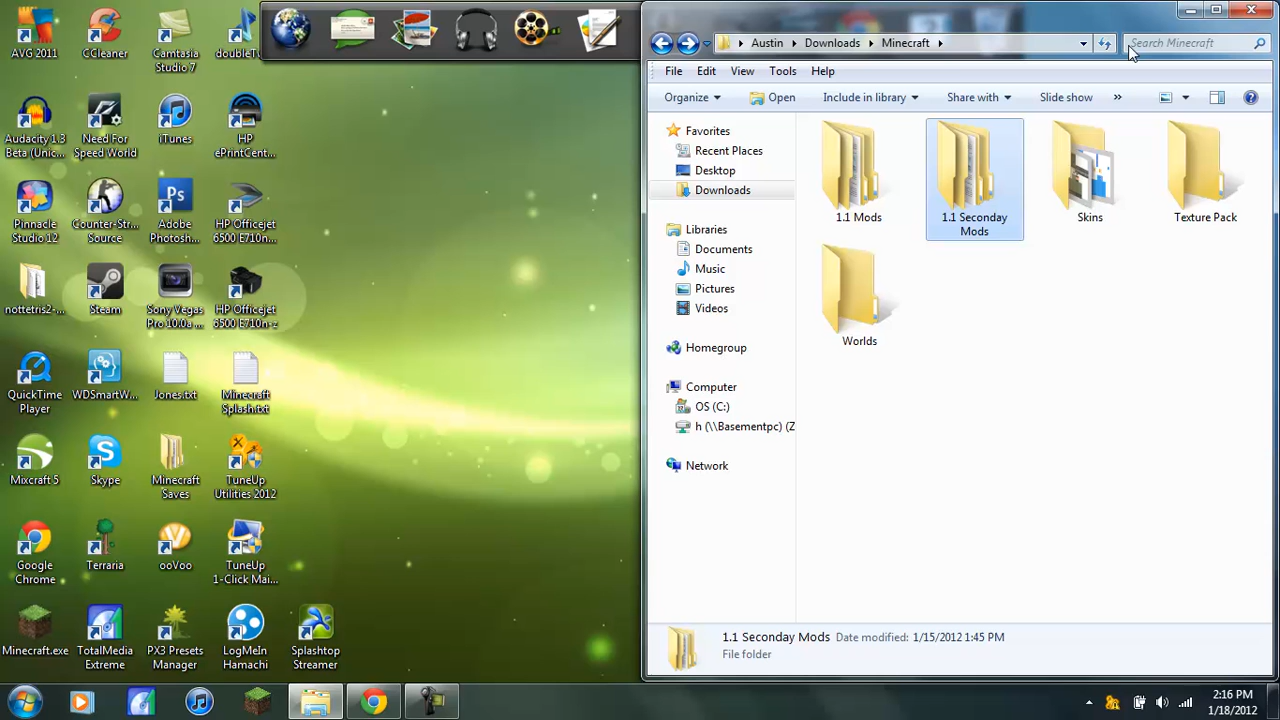 AVG 2011
CCleaner
Camtasia
Studio 7
doubleT...
Audacity 1.3
Beta (Unic...
Need For
Speed World
iTunes
HP
ePrintCent...
Pinnacle
Studio 12
Counter-Str...
Source
Adobe
Photosh...
HP Officejet
6500 E710n...
nottetris2-...
Steam
Sony Vegas
Pro 10.0a ...
HP Officejet
6500 E710n-z
QuickTime
Player
WDSmartW...
Jones.txt
Minecraft
Splash.txt
Mixcraft 5
Skype
Minecraft
Saves
TuneUp
Utilities 2012
Google
Chrome
Terraria
ooVoo
TuneUp
1-Click Mai...
Minecraft.exe
TotalMedia
Extreme
PX3 Presets
Manager
LogMeIn
Hamachi
Splashtop
Streamer
Austin
Downloads
Minecraft
Search Minecraft
File Edit View Tools Help
Organize Open Include in library Share with Slide show »
Favorites
Recent Places
Desktop
Downloads
Libraries
Documents
Music
Pictures
Videos
Homegroup
Computer
OS (C:)
h (\\Basementpc) (Z
Network
1.1 Mods
1.1 Seconday
Mods
Skins
Texture Pack
Worlds
1.1 Seconday Mods Date modified: 1/15/2012 1:45 PM
File folder
2:16 PM
1/18/2012